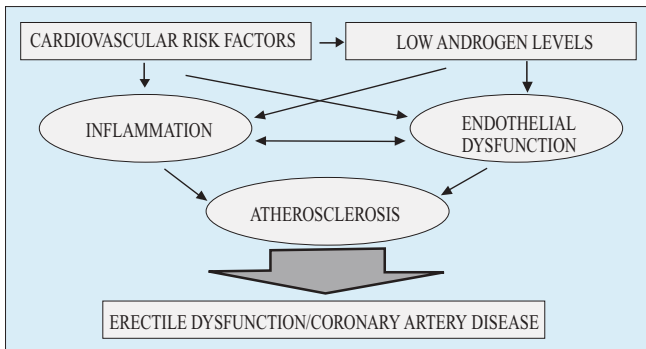 CARDIOVASCULAR RISK FACTORS
LOW ANDROGEN LEVELS
INFLAMMATION
ENDOTHELIAL
DYSFUNCTION
ATHEROSCLEROSIS
ERECTILE DYSFUNCTION/CORONARY ARTERY DISEASE